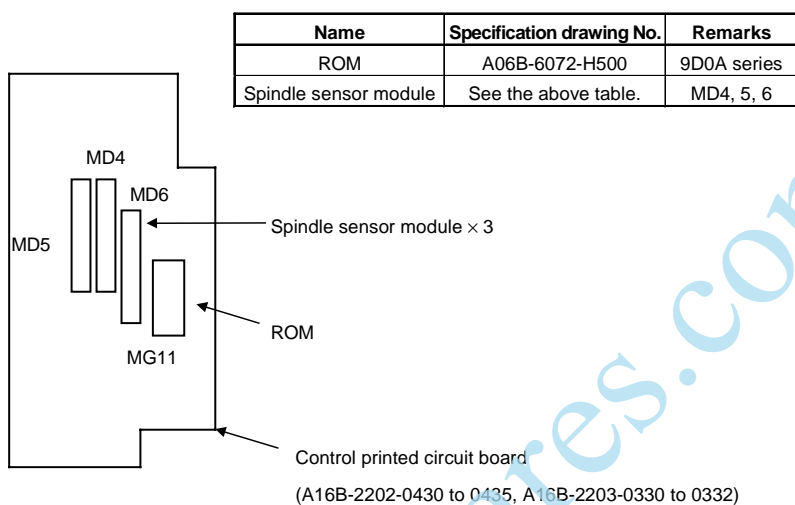 Name Specification drawing No. Remarks
ROM A06B-6072-H500 9D0A series
Spindle sensor module See the above table. MD4, 5, 6
MD4
MD6
MD5
Spindle sensor module × 3
ROM
MG11
Control printed circuit board
(A16B-2202-0430 to 0435, A16B-2203-0330 to 0332)
res.co